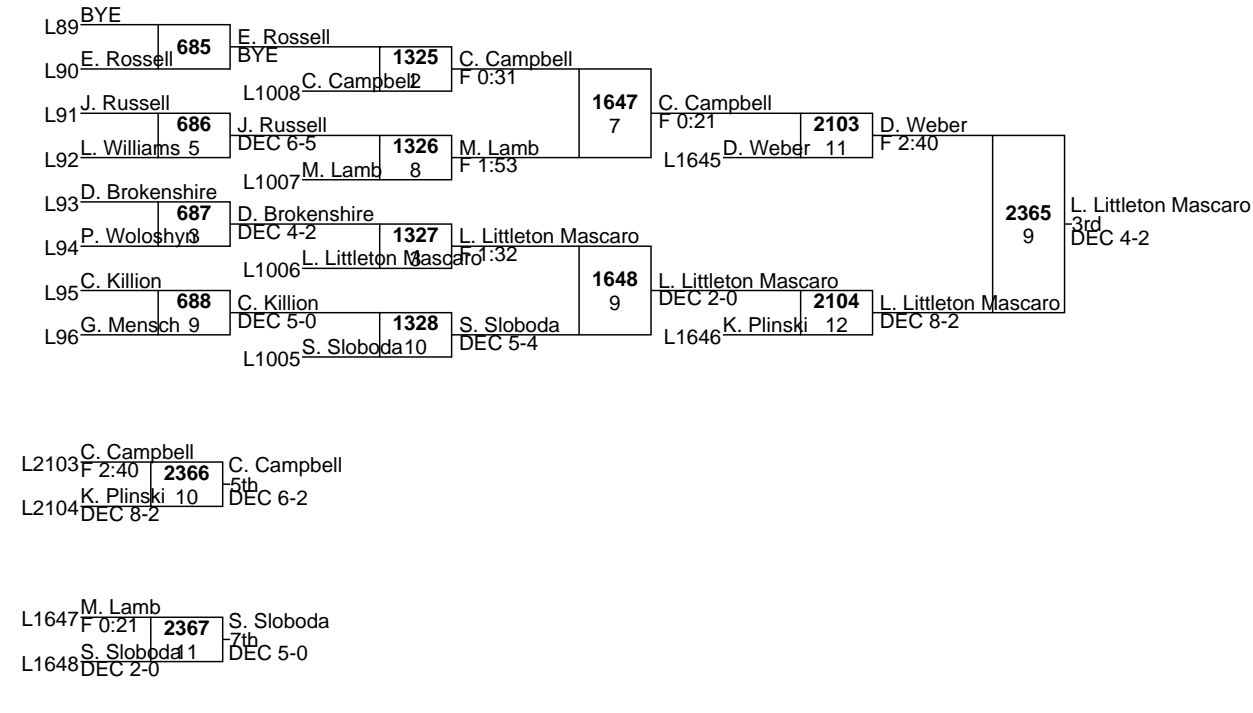 L89 BYE
L90 E. Rossell
685
E. Rossell
BYE
L1008 C. Campbell
1325
2
C. Campbell
F 0:31
L91 J. Russell
L92 L. Williams
686
5
J. Russell
DEC 6-5
L1007 M. Lamb
1326
8
M. Lamb
F 1:53
1647
7
C. Campbell
F 0:21
L1645 D. Weber
2103
11
D. Weber
F 2:40
L93 D. Brokenshire
L94 P. Woloshyn
687
3
D. Brokenshire
DEC 4-2
L1006 L. Littleton Mascaro
1327
3
L. Littleton Mascaro
F 1:32
L95 C. Killion
L96 G. Mensch
688
9
C. Killion
DEC 5-0
L1005 S. Sloboda
1328
10
S. Sloboda
DEC 5-4
1648
9
L. Littleton Mascaro
DEC 2-0
L1646 K. Plinski
2104
12
L. Littleton Mascaro
DEC 8-2
2365
9
L. Littleton Mascaro
3rd
DEC 4-2
L2103 C. Campbell
F 2:40
L2104 K. Plinski
DEC 8-2
2366
10
C. Campbell
5th
DEC 6-2
L1647 M. Lamb
F 0:21
L1648 S. Sloboda
DEC 2-0
2367
11
S. Sloboda
7th
DEC 5-0